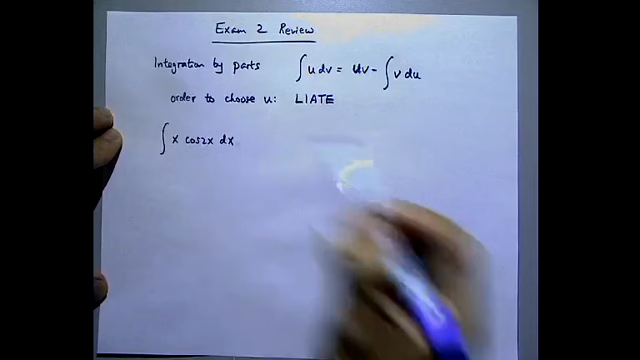 Exam 2 Review
Integration by parts ∫ u dv = uv - ∫ v du
order to choose u: LIATE
∫ x cos2x dx